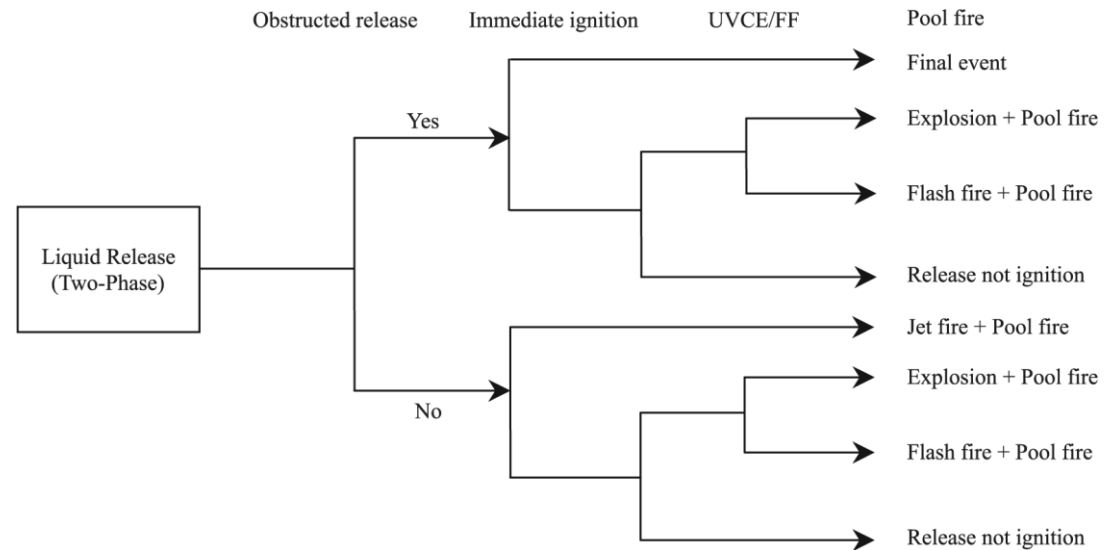 Obstructed release
Immediate ignition
UVCE/FF
Pool fire
Final event
Yes
Explosion + Pool fire
Flash fire + Pool fire
Liquid Release
(Two-Phase)
Release not ignition
Jet fire + Pool fire
No
Explosion + Pool fire
Flash fire + Pool fire
Release not ignition